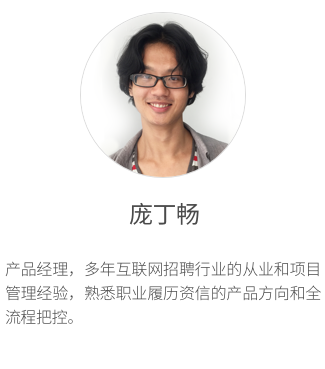 庞丁畅
产品经理，多年互联网招聘行业的从业和项目
管理经验，熟悉职业履历资信的产品方向和全
流程把控。